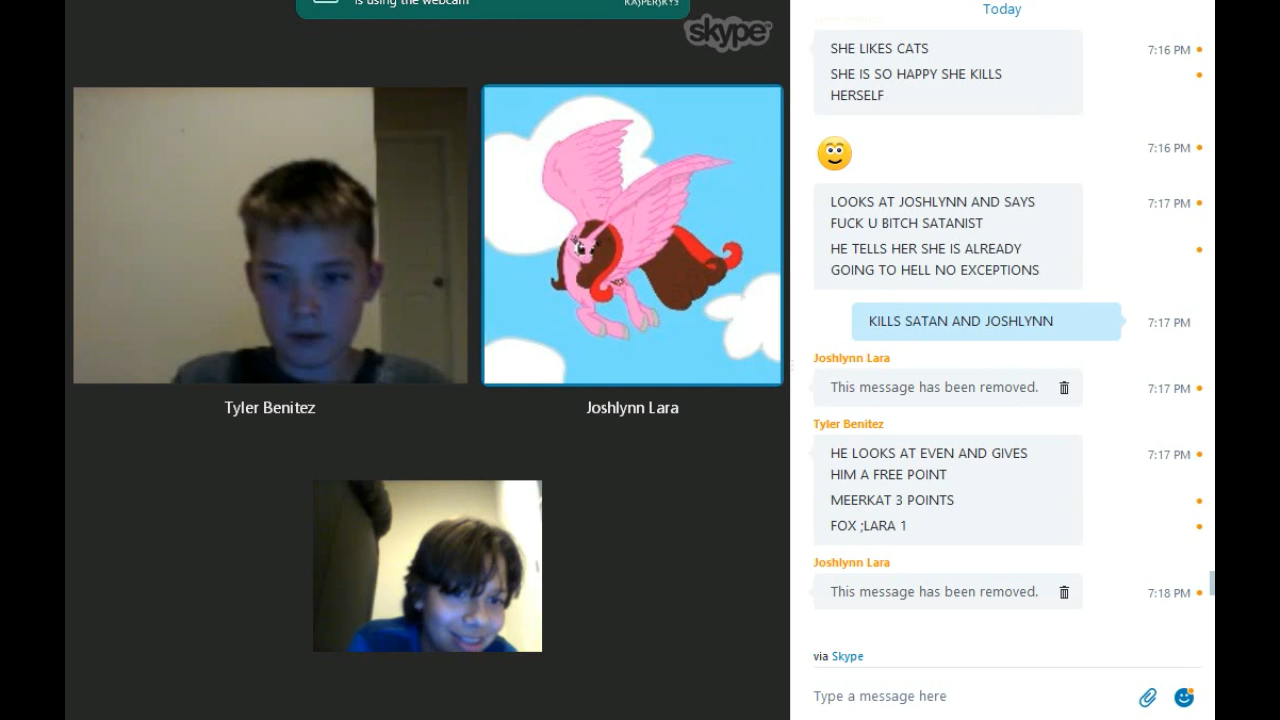 is using the webcam
KASPERSKY
skype
Tyler Benitez
Joshlynn Lara
Today
SHE LIKES CATS
7:16 PM
SHE IS SO HAPPY SHE KILLS
HERSELF
7:16 PM
LOOKS AT JOSHLYNN AND SAYS
7:17 PM
FUCK U BITCH SATANIST
HE TELLS HER SHE IS ALREADY
GOING TO HELL NO EXCEPTIONS
KILLS SATAN AND JOSHLYNN
7:17 PM
Joshlynn Lara
This message has been removed.
7:17 PM
Tyler Benitez
HE LOOKS AT EVEN AND GIVES
7:17 PM
HIM A FREE POINT
MEERKAT 3 POINTS
FOX ;LARA 1
Joshlynn Lara
This message has been removed.
7:18 PM
via Skype
Type a message here